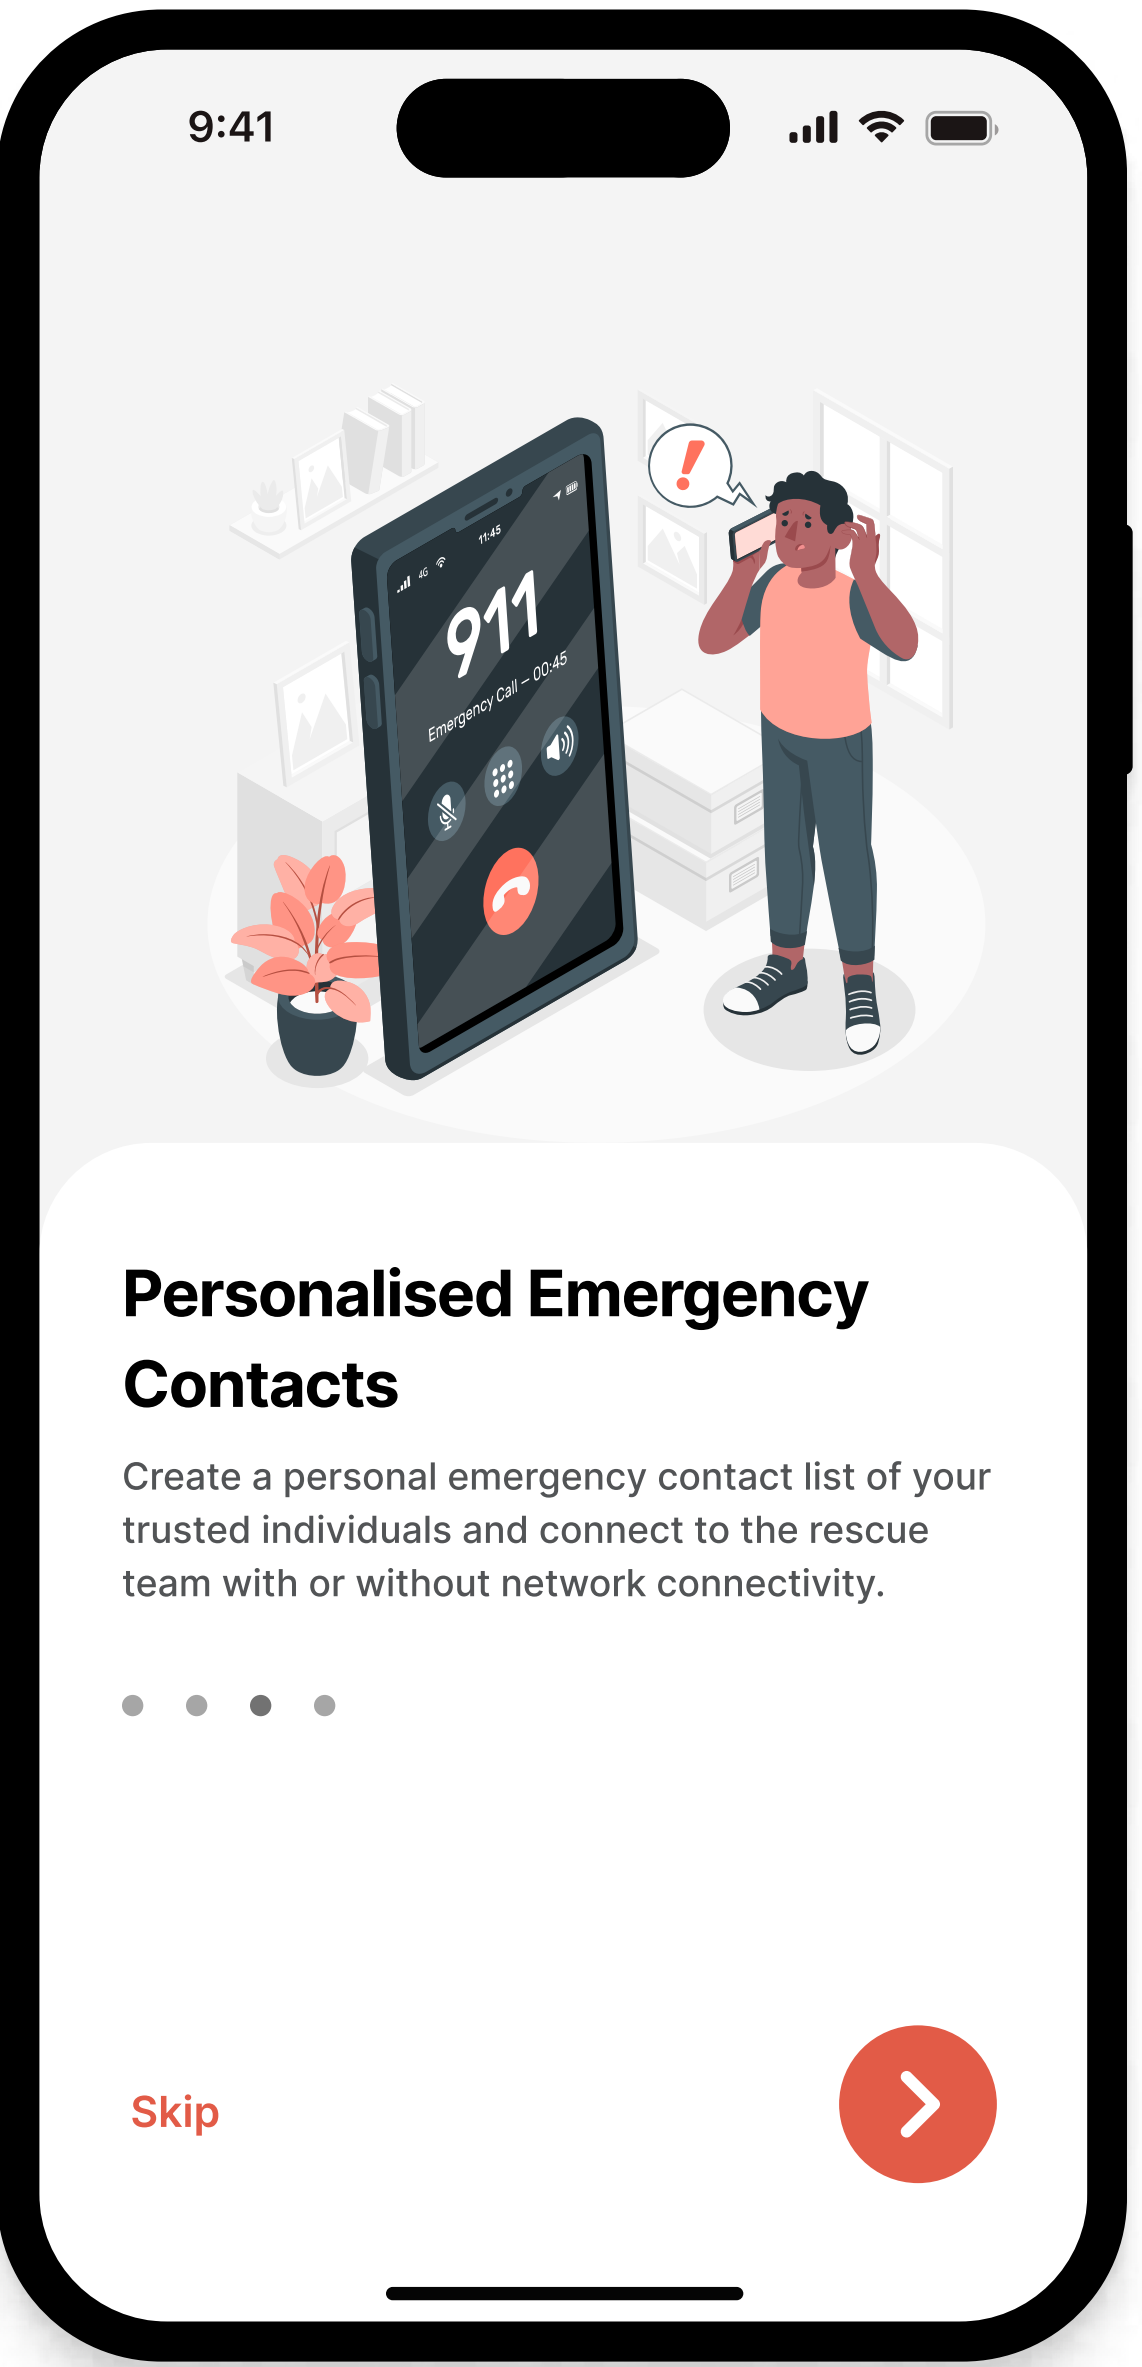 9:41
11:45
4G
911
Emergency Call – 00:45
!
Personalised Emergency
Contacts
Create a personal emergency contact list of your
trusted individuals and connect to the rescue
team with or without network connectivity.
Skip